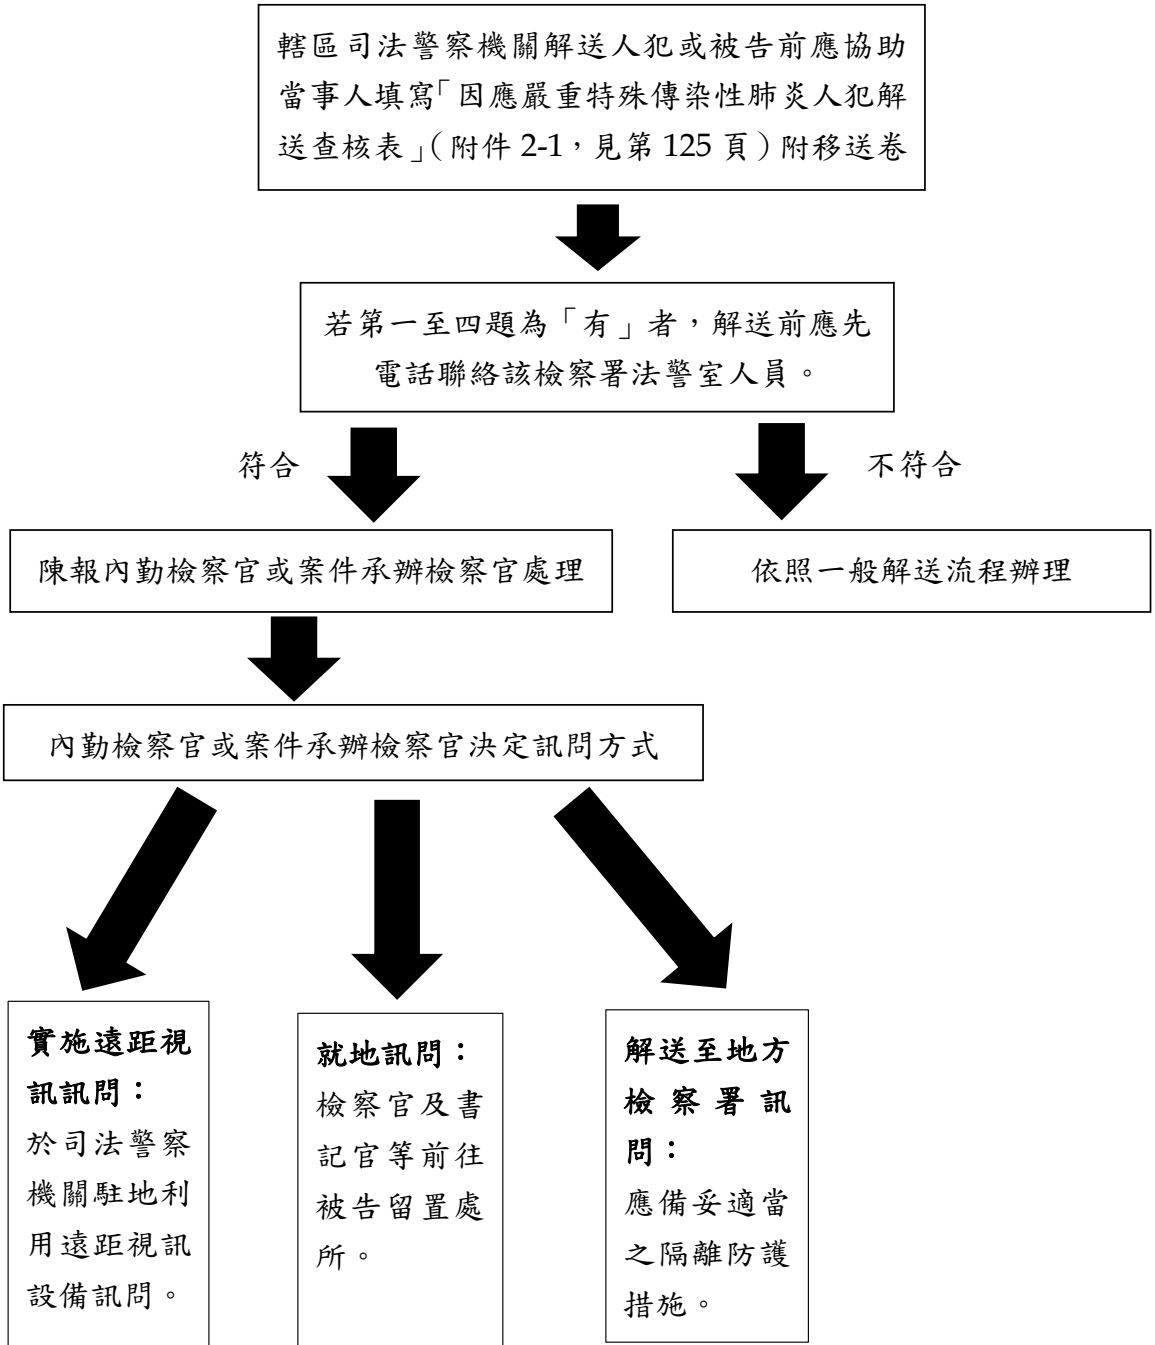 轄區司法警察機關解送人犯或被告前應協助
當事人填寫「因應嚴重特殊傳染性肺炎人犯解
送查核表」（附件 2-1，見第 125 頁）附移送卷
若第一至四題為「有」者，解送前應先
電話聯絡該檢察署法警室人員。
符合
不符合
陳報內勤檢察官或案件承辦檢察官處理
依照一般解送流程辦理
內勤檢察官或案件承辦檢察官決定訊問方式
實施遠距視
訊訊問：
於司法警察
機關駐地利
用遠距視訊
設備訊問。
就地訊問：
檢察官及書
記官等前往
被告留置處
所。
解送至地方
檢察署訊
問：
應備妥適當
之隔離防護
措施。